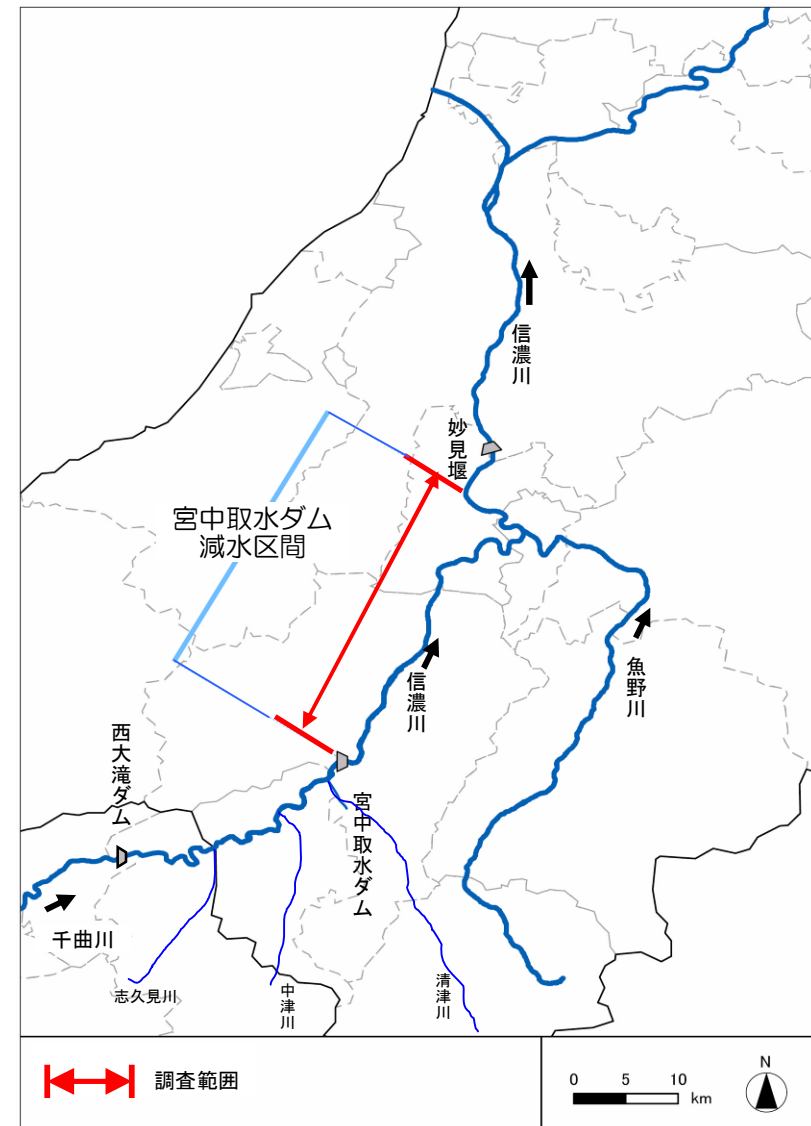 信濃川
妙見堰
宮中取水ダム
減水区間
信濃川
魚野川
西大滝ダム
宮中取水ダム
千曲川
志久見川
中津川
清津川
調査範囲
0 5 10
km
N